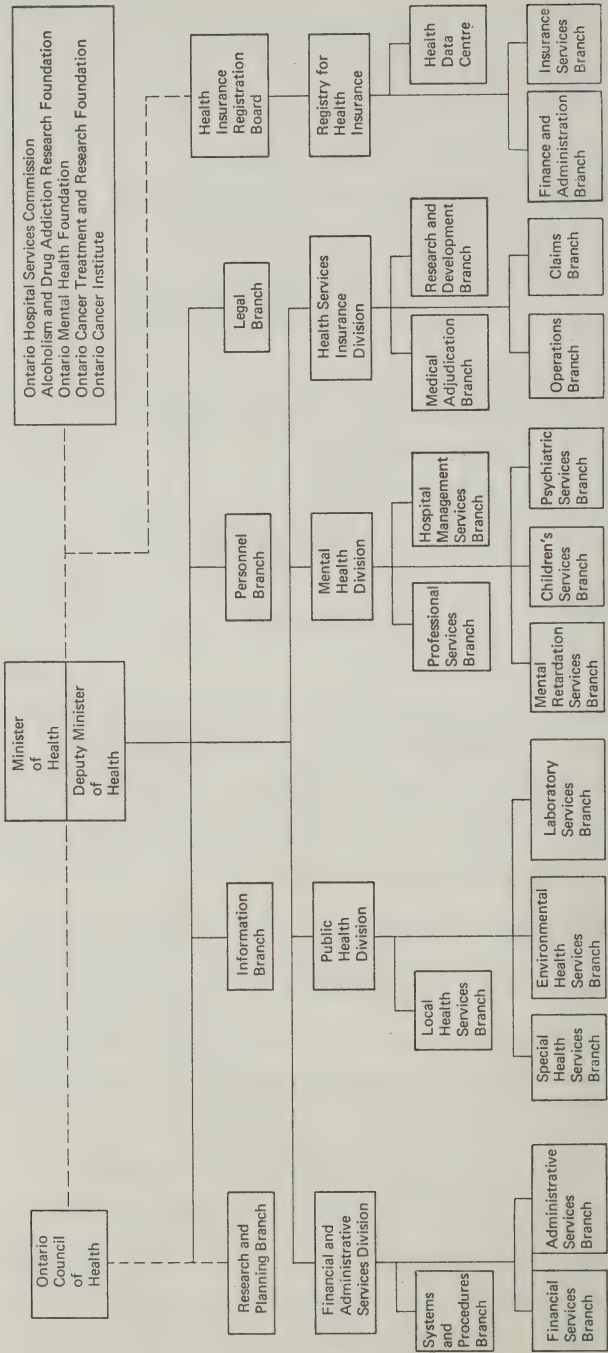 Ontario
Council
of
Health
Minister
of
Health
Deputy Minister
of
Health
Ontario Hospital Services Commission
Alcoholism and Drug Addiction Research Foundation
Ontario Mental Health Foundation
Ontario Cancer Treatment and Research Foundation
Ontario Cancer Institute
Research and
Planning Branch
Information
Branch
Personnel
Branch
Legal
Branch
Health
Insurance
Registration
Board
Financial and
Administrative
Services Division
Public
Health
Division
Mental
Health
Division
Health Services
Insurance
Division
Registry for
Health
Insurance
Systems
and
Procedures
Branch
Local
Health
Services
Branch
Professional
Services
Branch
Hospital
Management
Services
Branch
Medical
Adjudication
Branch
Research and
Development
Branch
Health
Data
Centre
Financial
Services
Branch
Administrative
Services
Branch
Special
Health
Services
Branch
Environmental
Health
Services
Branch
Laboratory
Services
Branch
Mental
Retardation
Services
Branch
Children's
Services
Branch
Psychiatric
Services
Branch
Operations
Branch
Claims
Branch
Finance and
Administration
Branch
Insurance
Services
Branch